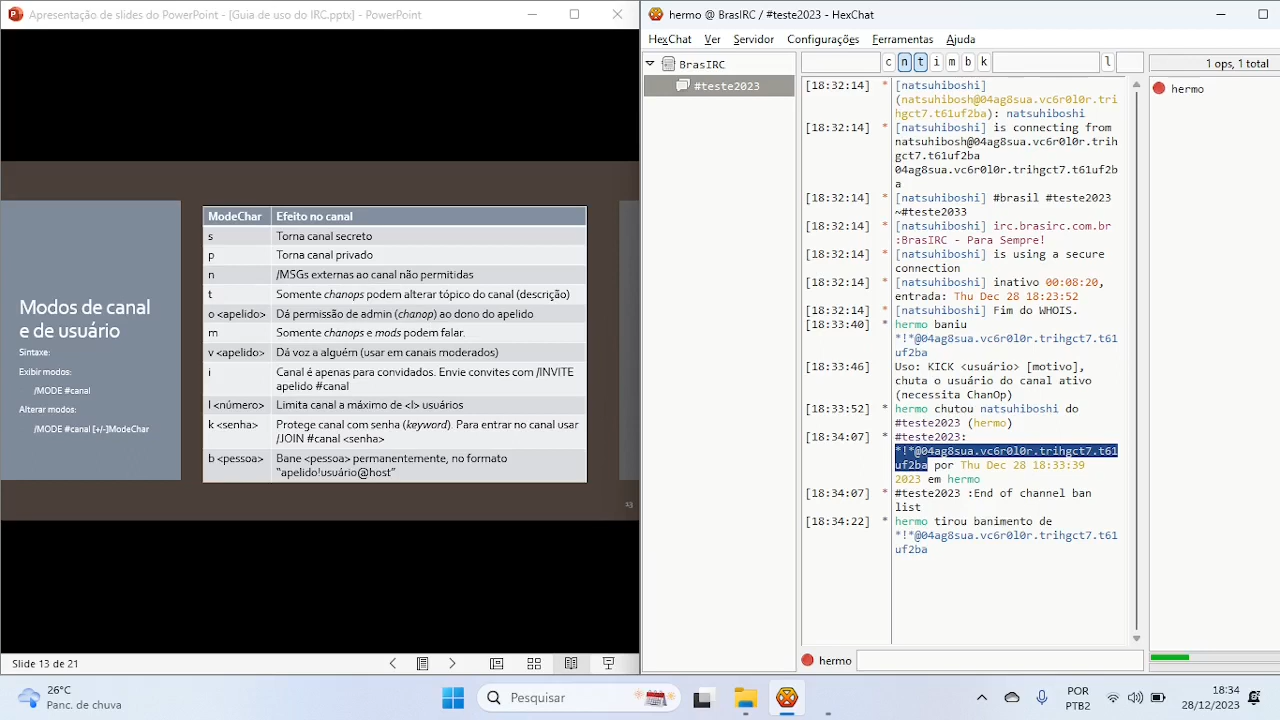 Apresentação de slides do PowerPoint - [Guia de uso do IRC.pptx] - PowerPoint
Modos de canal
e de usuário
Sintaxe:
Exibir modos:
/MODE #canal
Alterar modos:
/MODE #canal [+/-]ModeChar
ModeChar Efeito no canal
s Torna canal secreto
p Torna canal privado
n /MSGs externas ao canal não permitidas
t Somente chanops podem alterar tópico do canal (descrição)
o <apelido> Dá permissão de admin (chanop) ao dono do apelido
m Somente chanops e mods podem falar.
v <apelido> Dá voz a alguém (usar em canais moderados)
i Canal é apenas para convidados. Envie convites com /INVITE
apelido #canal
l <número> Limita canal a máximo de <l> usuários
k <senha> Protege canal com senha (keyword). Para entrar no canal usar
/JOIN #canal <senha>
b <pessoa> Bane <pessoa> permanentemente, no formato
"apelido!usuário@host"
13
Slide 13 de 21
hermo @ BrasIRC / #teste2023 - HexChat
HexChat Ver Servidor Configurações Ferramentas Ajuda
BrasIRC
#teste2023
c n t i m b k l
1 ops, 1 total
hermo
[18:32:14] * [natsuhiboshi]
(natsuhibosh@04ag8sua.vc6r0l0r.tri
hgct7.t61uf2ba): natsuhiboshi
[18:32:14] * [natsuhiboshi] is connecting from
natsuhibosh@04ag8sua.vc6r0l0r.trih
gct7.t61uf2ba
04ag8sua.vc6r0l0r.trihgct7.t61uf2b
a
[18:32:14] * [natsuhiboshi] #brasil #teste2023
~#teste2033
[18:32:14] * [natsuhiboshi] irc.brasirc.com.br
:BrasIRC - Para Sempre!
[18:32:14] * [natsuhiboshi] is using a secure
connection
[18:32:14] * [natsuhiboshi] inativo 00:08:20,
entrada: Thu Dec 28 18:23:52
[18:32:14] * [natsuhiboshi] Fim do WHOIS.
[18:33:40] * hermo baniu
*!*@04ag8sua.vc6r0l0r.trihgct7.t61
uf2ba
[18:33:46] Uso: KICK <usuário> [motivo],
chuta o usuário do canal ativo
(necessita ChanOp)
[18:33:52] * hermo chutou natsuhiboshi do
#teste2023 (hermo)
[18:34:07] * #teste2023:
*!*@04ag8sua.vc6r0l0r.trihgct7.t61
uf2ba por Thu Dec 28 18:33:39
2023 em hermo
[18:34:07] * #teste2023 :End of channel ban
list
[18:34:22] * hermo tirou banimento de
*!*@04ag8sua.vc6r0l0r.trihgct7.t61
uf2ba
hermo
26°C
Panc. de chuva
Pesquisar
POR
PTB2
18:34
28/12/2023